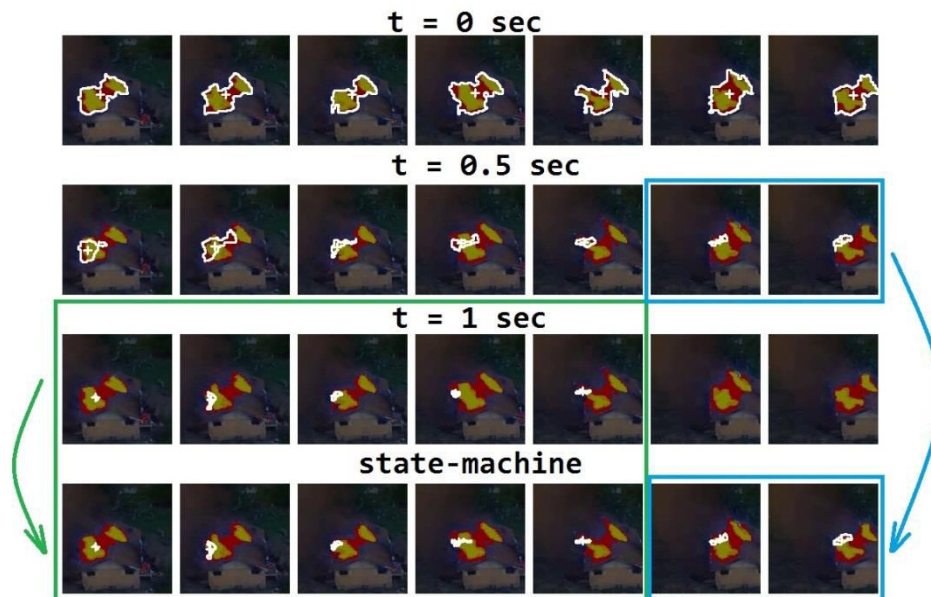 t = 0 sec
t = 0.5 sec
t = 1 sec
state-machine